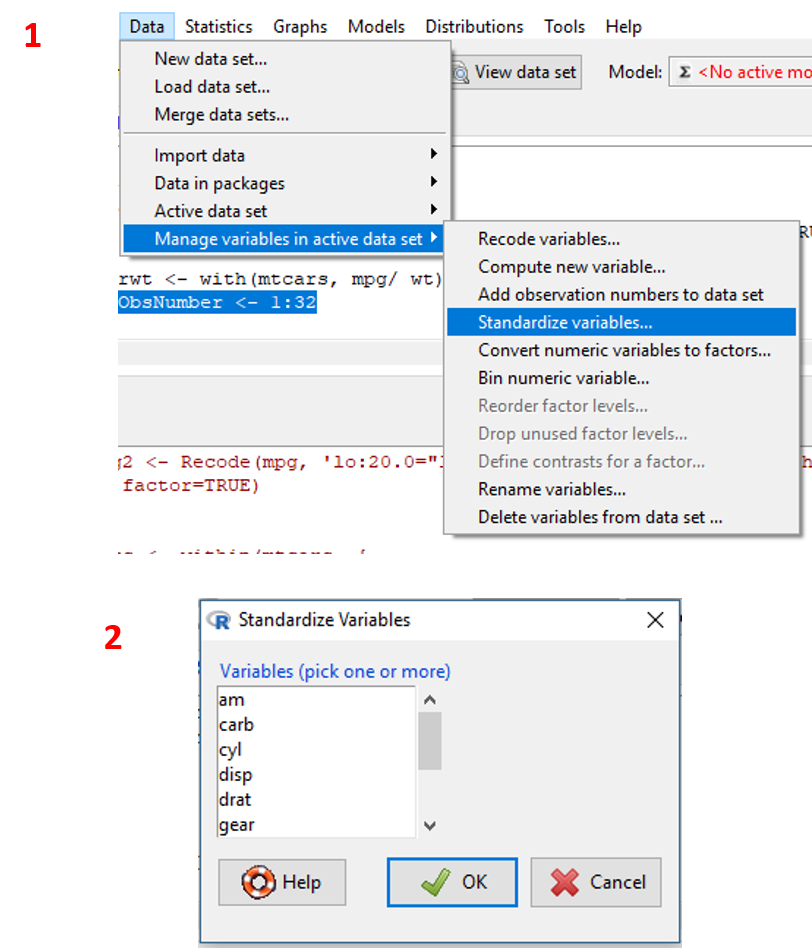 1
Data Statistics Graphs Models Distributions Tools Help
New data set...
Load data set...
Merge data sets...
Import data
Data in packages
Active data set
Manage variables in active data set
View data set Model: Σ <No active mo
Recode variables...
Compute new variable...
Add observation numbers to data set
Standardize variables...
Convert numeric variables to factors...
Bin numeric variable...
Reorder factor levels...
Drop unused factor levels...
Define contrasts for a factor...
Rename variables...
Delete variables from data set ...
rwt <- with(mtcars, mpg/ wt)
ObsNumber <- 1:32
g2 <- Recode(mpg, 'lo:20.0="l
factor=TRUE)
2
R Standardize Variables
Variables (pick one or more)
am
carb
cyl
disp
drat
gear
Help OK Cancel